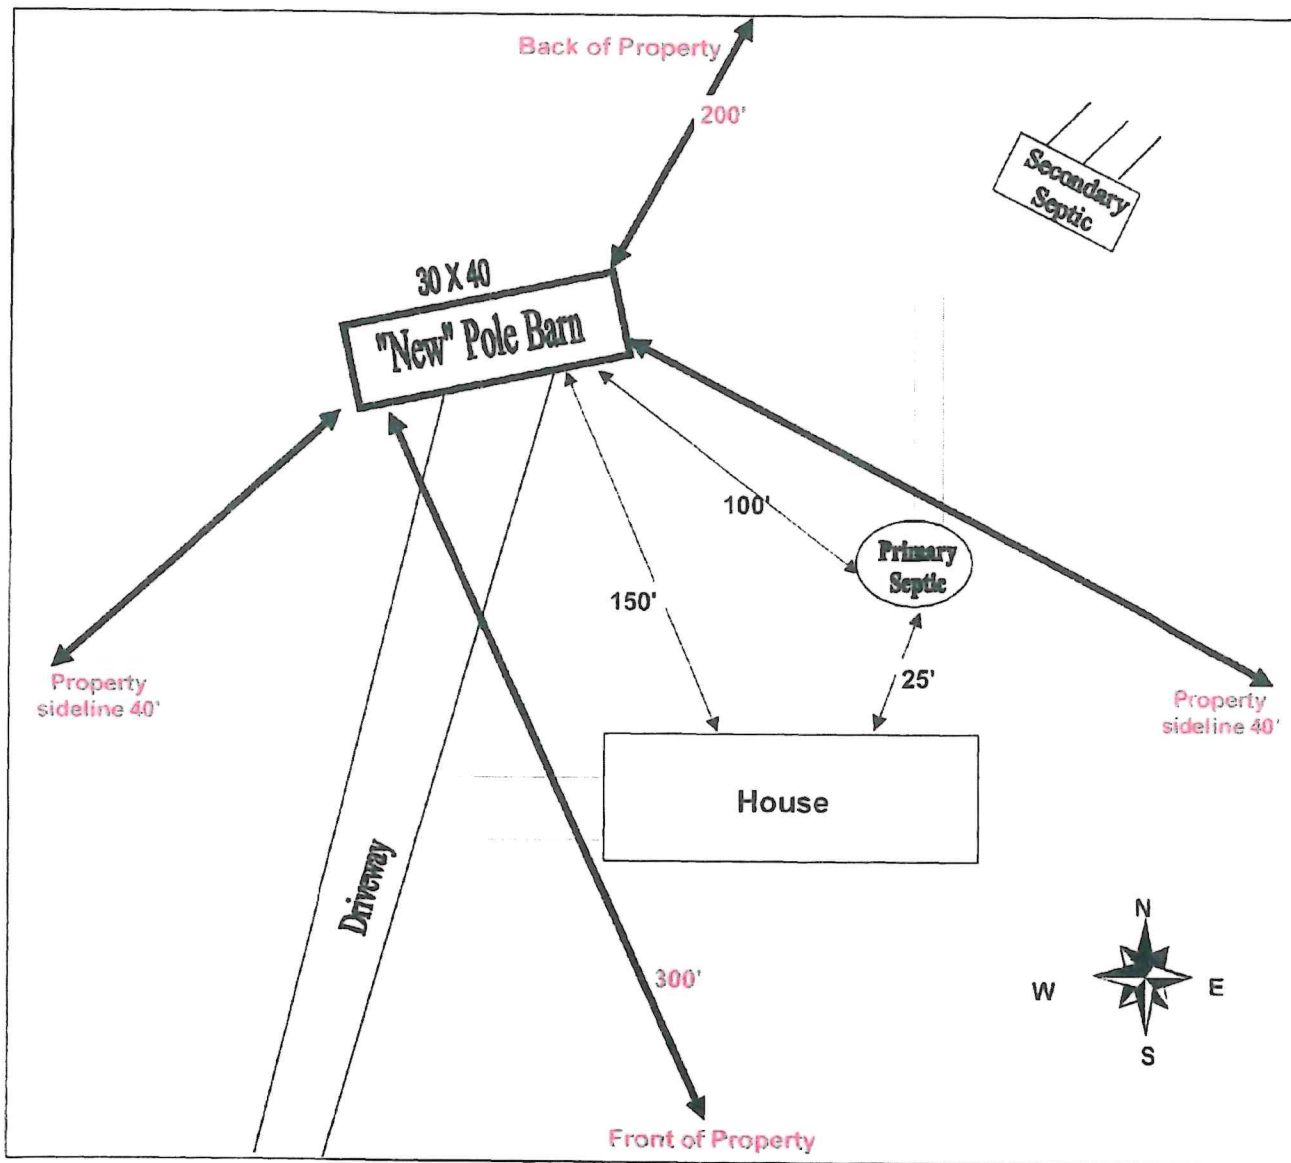 Back of Property
200'
Secondary
Septic
30 X 40
"New" Pole Barn
100'
Primary
Septic
150'
25'
Property
sideline 40'
Property
sideline 40'
House
Driveway
300'
N
W
E
S
Front of Property